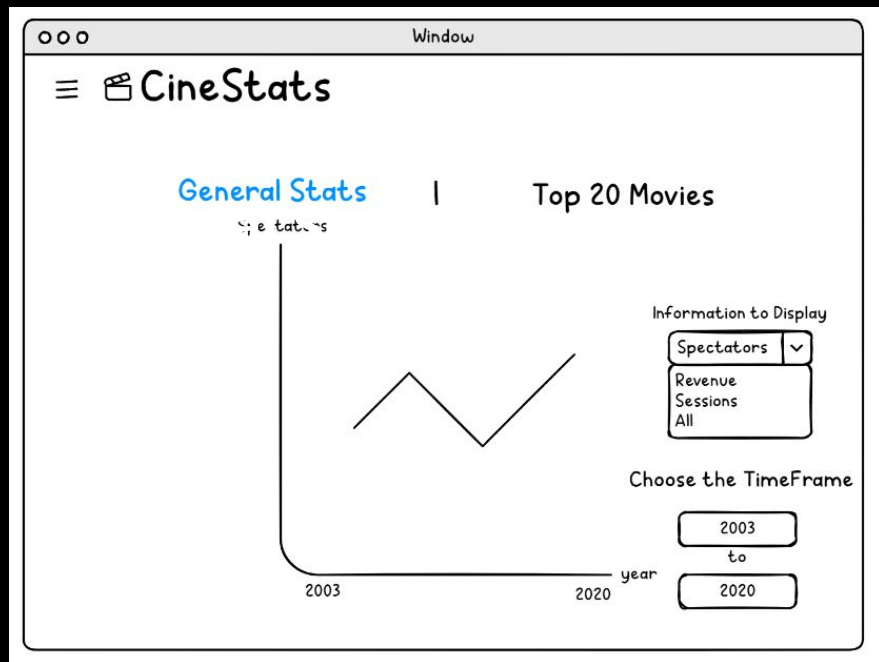 Window
CineStats
General Stats | Top 20 Movies
Information to Display
Spectators
Revenue
Sessions
All
Choose the TimeFrame
2003
to
2020
year
2003
2020